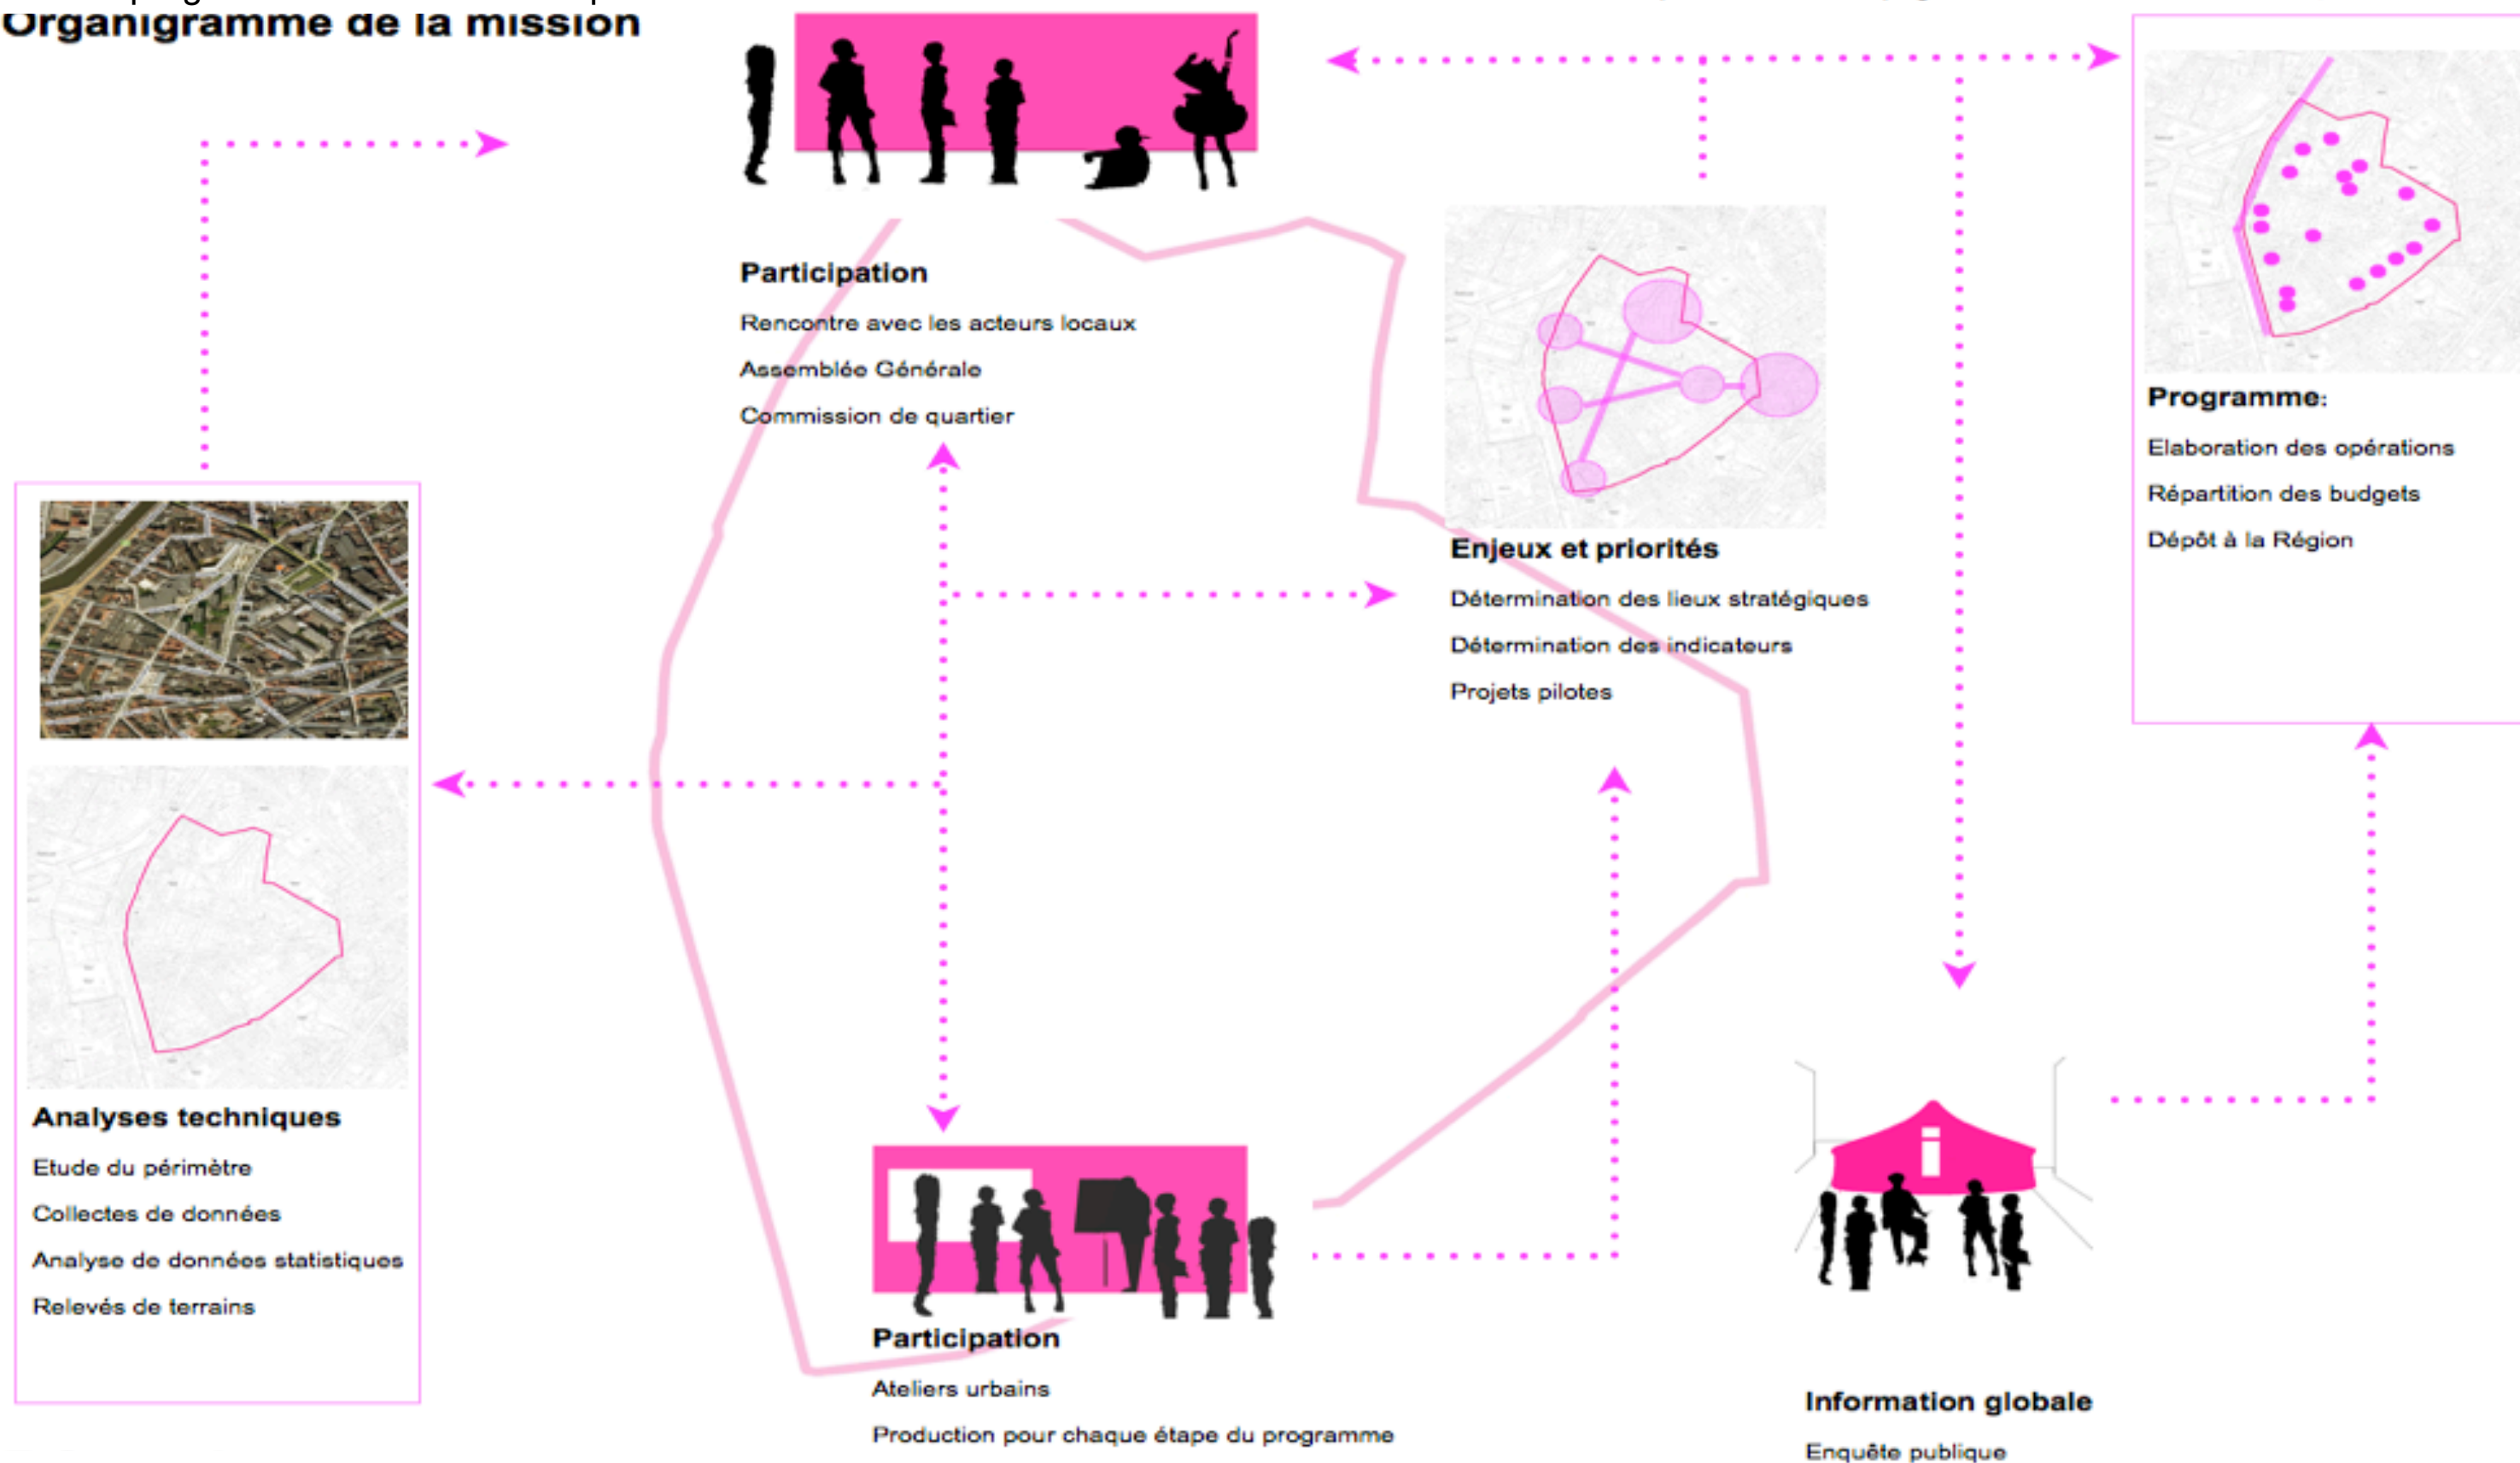 Organigramme de la mission
Participation
Rencontre avec les acteurs locaux
Assemblée Générale
Commission de quartier
Enjeux et priorités
Détermination des lieux stratégiques
Détermination des indicateurs
Projets pilotes
Programme:
Elaboration des opérations
Répartition des budgets
Dépôt à la Région
Analyses techniques
Etude du périmètre
Collectes de données
Analyse de données statistiques
Relevés de terrains
Participation
Ateliers urbains
Production pour chaque étape du programme
i
Information globale
Enquête publique